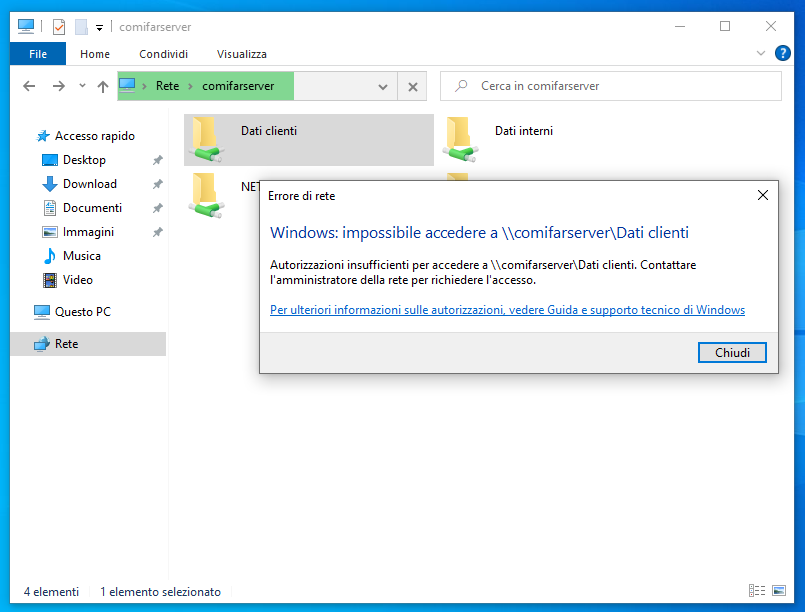 comifarserver
File Home Condividi Visualizza
Rete comifarserver
Cerca in comifarserver
Accesso rapido
Desktop
Download
Documenti
Immagini
Musica
Video
Questo PC
Rete
Dati clienti
Dati interni
NET
Errore di rete
Windows: impossibile accedere a \\comifarserver\Dati clienti
Autorizzazioni insufficienti per accedere a \\comifarserver\Dati clienti. Contattare
l'amministratore della rete per richiedere l'accesso.
Per ulteriori informazioni sulle autorizzazioni, vedere Guida e supporto tecnico di Windows
Chiudi
4 elementi 1 elemento selezionato